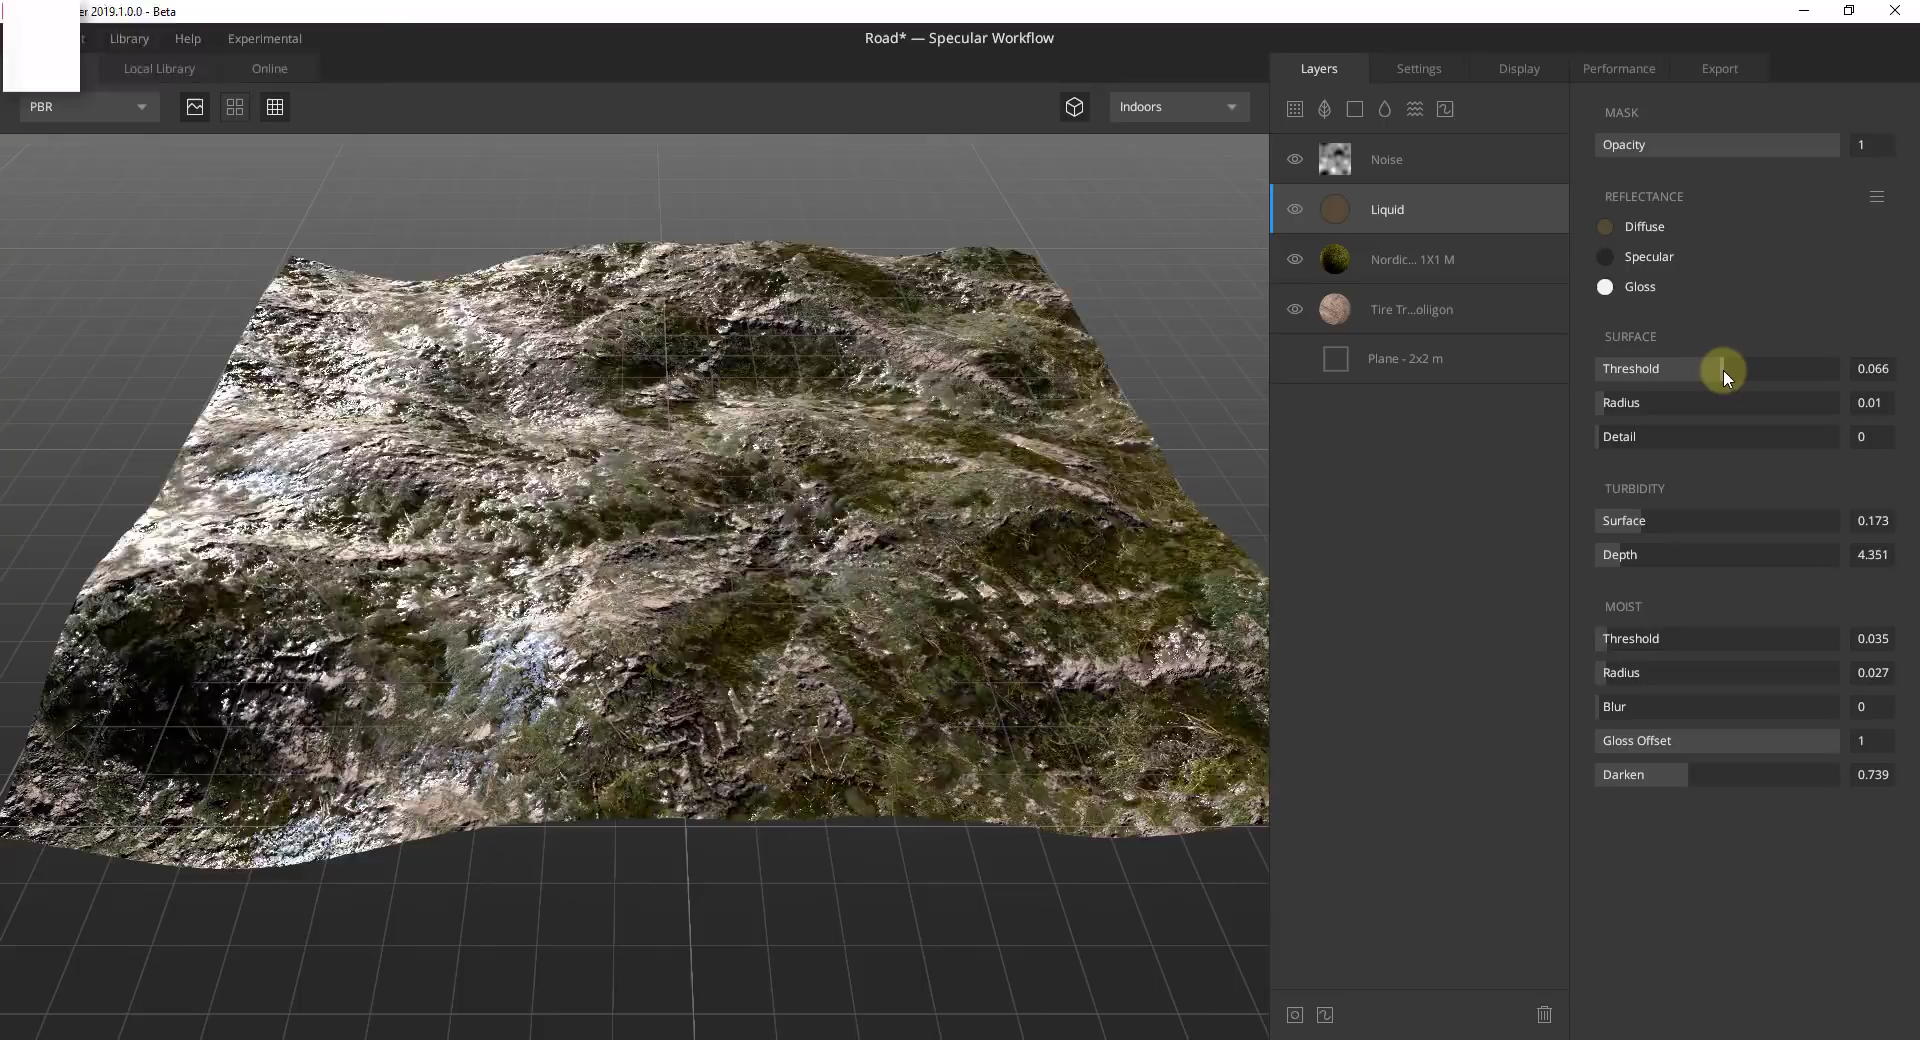 er 2019.1.0.0 - Beta
t Library Help Experimental
Road* — Specular Workflow
Local Library Online
Layers Settings Display Performance Export
PBR
Indoors
Noise
Liquid
Nordic... 1X1 M
Tire Tr...oliigon
Plane - 2x2 m
MASK
Opacity 1
REFLECTANCE
Diffuse
Specular
Gloss
SURFACE
Threshold 0.066
Radius 0.01
Detail 0
TURBIDITY
Surface 0.173
Depth 4.351
MOIST
Threshold 0.035
Radius 0.027
Blur 0
Gloss Offset 1
Darken 0.739